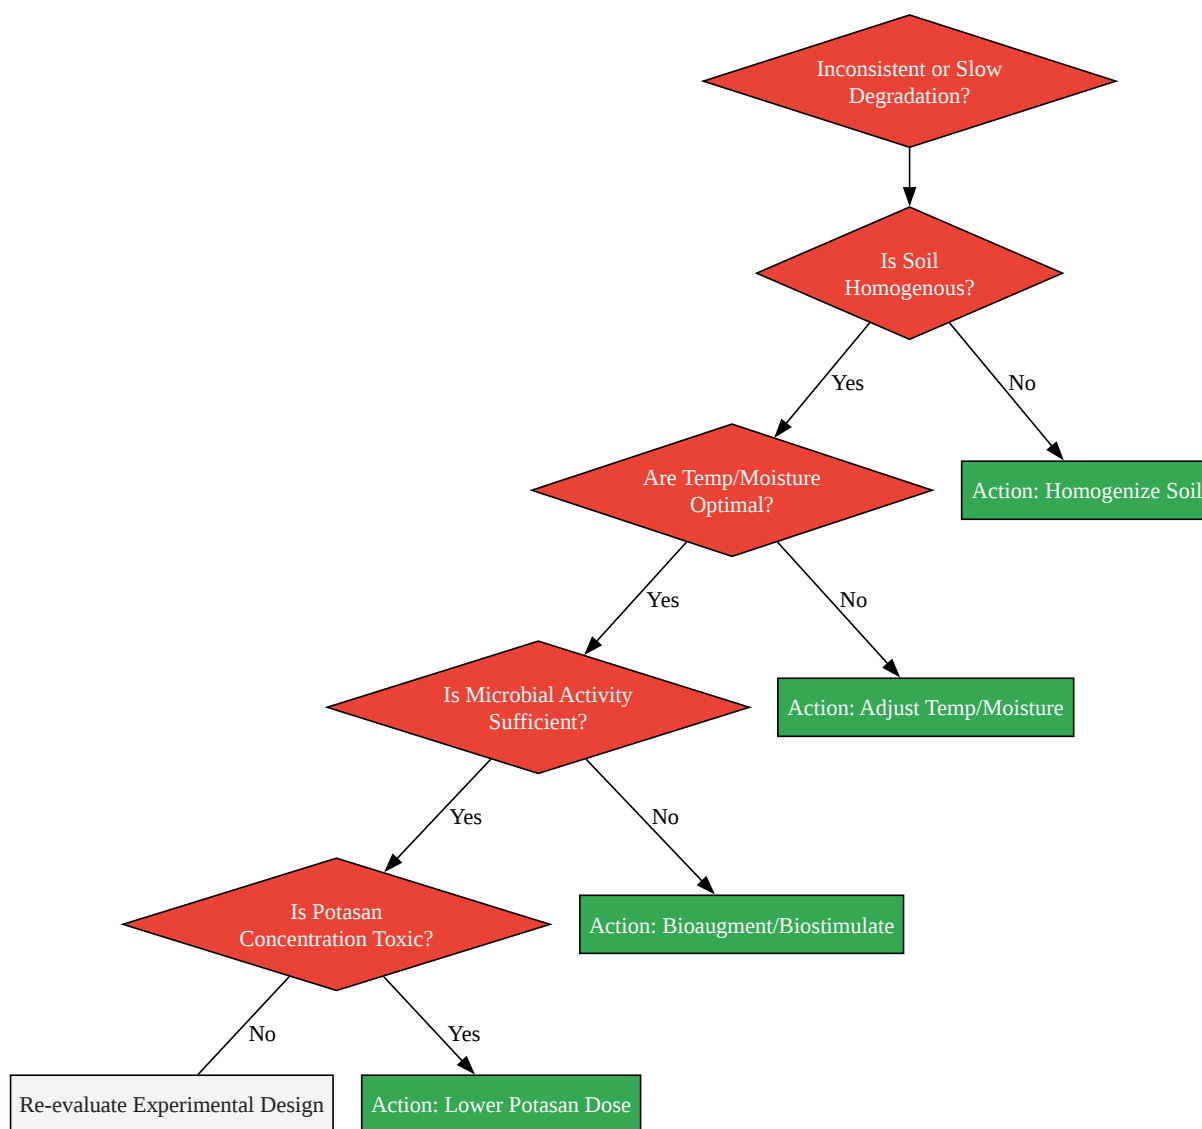 Inconsistent or Slow
Degradation?
Is Soil
Homogenous?
Yes
No
Are Temp/Moisture
Optimal?
Action: Homogenize Soil
Yes
No
Is Microbial Activity
Sufficient?
Action: Adjust Temp/Moisture
Yes
No
Is Potasan
Concentration Toxic?
Action: Bioaugment/Biostimulate
No
Yes
Re-evaluate Experimental Design
Action: Lower Potasan Dose